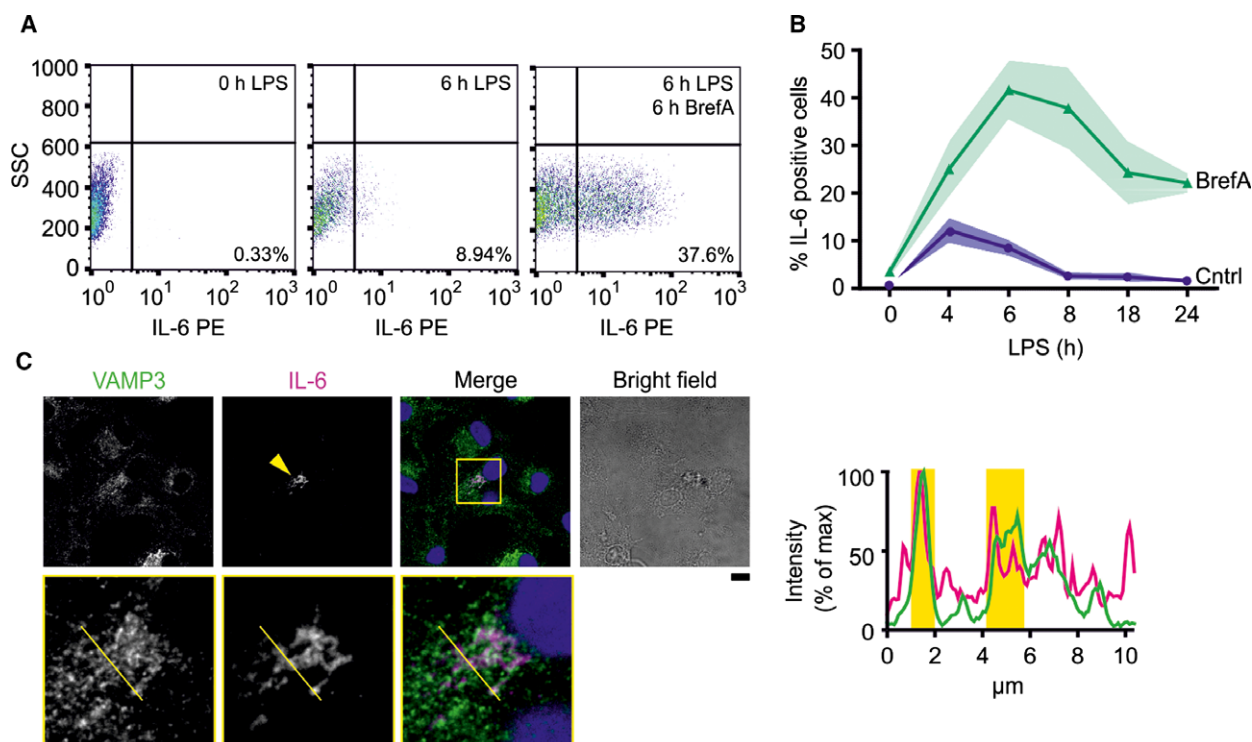 A
1000
800
600
400
200
0
SSC
0 h LPS
0.33%
10⁰ 10¹ 10² 10³
IL-6 PE
6 h LPS
8.94%
10⁰ 10¹ 10² 10³
IL-6 PE
6 h LPS
6 h BrefA
37.6%
10⁰ 10¹ 10² 10³
IL-6 PE
B
50
40
30
20
10
0
% IL-6 positive cells
BrefA
Cntrl
0 4 6 8 18 24
LPS (h)
C
VAMP3 IL-6 Merge Bright field
100
50
0
Intensity
(% of max)
0 2 4 6 8 10
µm